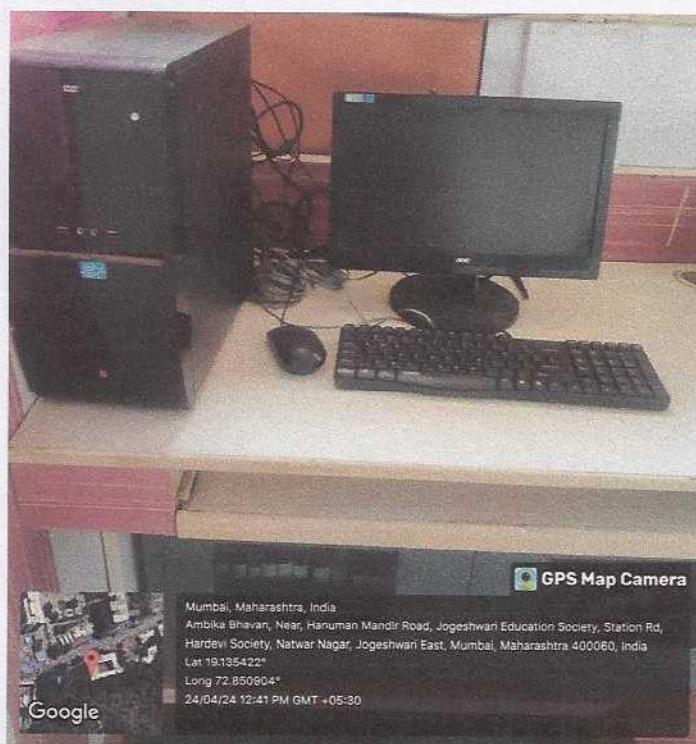 AOC
GPS Map Camera
Mumbai, Maharashtra, India
Ambika Bhavan, Near, Hanuman Mandir Road, Jogeshwari Education Society, Station Rd,
Hardevi Society, Natwar Nagar, Jogeshwari East, Mumbai, Maharashtra 400060, India
Lat 19.135422°
Long 72.850904°
24/04/24 12:41 PM GMT +05:30
Google